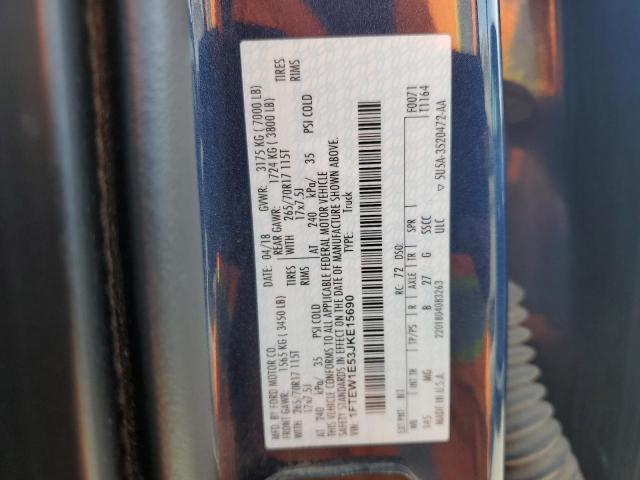 MFD. BY FORD MOTOR CO.
DATE: 04/18 GVWR: 3175 KG ( 7000 LB)
FRONT GAWR: 1565 KG ( 3450 LB) REAR GAWR: 1724 KG ( 3800 LB)
WITH 265/70R17 115T TIRES WITH 265/70R17 115T TIRES
17x7.5J RIMS 17x7.5J RIMS
AT 240 kPa/ 35 PSI COLD AT 240 kPa/ 35 PSI COLD
THIS VEHICLE CONFORMS TO ALL APPLICABLE FEDERAL MOTOR VEHICLE
SAFETY STANDARDS IN EFFECT ON THE DATE OF MANUFACTURE SHOWN ABOVE.
VIN: 1FTEW1E53JKE15690 TYPE: Truck
F0071
T1164
EXT PNT: N1 RC: 72 DSO:
WB INT TR TP/PS R AXLE TR SPR
145 MG B 27 G SSCC
ULC
2201804083263
MADE IN U.S.A.
▽ 5U5A-3520472-AA